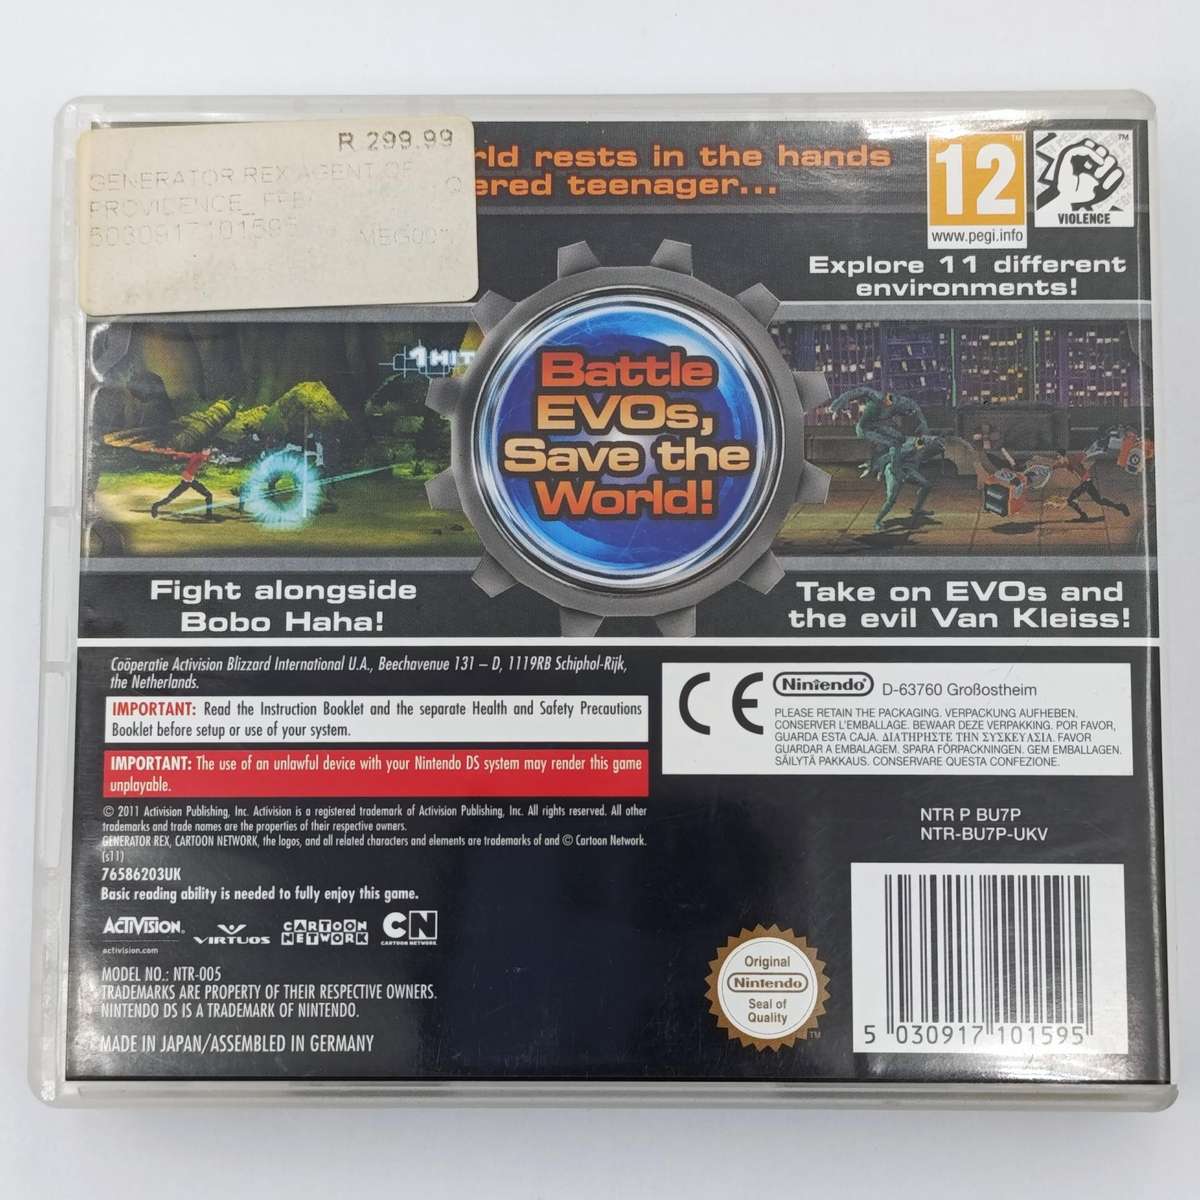 R 299.99
GENERATOR REX AGENT OF
PROVIDENCE_
5030917101595
rld rests in the hands
ered teenager...
12
www.pegi.info
VIOLENCE
Explore 11 different
environments!
1 HIT
Battle
EVOs,
Save the
World!
Fight alongside
Bobo Haha!
Take on EVOs and
the evil Van Kleiss!
Coöperatie Activision Blizzard International U.A., Beechavenue 131 – D, 1119RB Schiphol-Rijk,
the Netherlands.
IMPORTANT: Read the Instruction Booklet and the separate Health and Safety Precautions
Booklet before setup or use of your system.
IMPORTANT: The use of an unlawful device with your Nintendo DS system may render this game
unplayable.
© 2011 Activision Publishing, Inc. Activision is a registered trademark of Activision Publishing, Inc. All rights reserved. All other
trademarks and trade names are the properties of their respective owners.
GENERATOR REX, CARTOON NETWORK, the logos, and all related characters and elements are trademarks of and © Cartoon Network.
(s11)
76586203UK
Basic reading ability is needed to fully enjoy this game.
ACTIVISION.
activision.com
VIRTUOS
CARTOON
NETWORK
CN
CARTOON NETWORK
MODEL NO.: NTR-005
TRADEMARKS ARE PROPERTY OF THEIR RESPECTIVE OWNERS.
NINTENDO DS IS A TRADEMARK OF NINTENDO.
MADE IN JAPAN/ASSEMBLED IN GERMANY
CE
Nintendo® D-63760 Großostheim
PLEASE RETAIN THE PACKAGING. VERPACKUNG AUFHEBEN.
CONSERVER L'EMBALLAGE. BEWAAR DEZE VERPAKKING. POR FAVOR,
GUARDA ESTA CAJA. ΔΙΑΤΗΡΗΣΤΕ ΤΗΝ ΣΥΣΚΕΥΑΣΙΑ. FAVOR
GUARDAR A EMBALAGEM. SPARA FÖRPACKNINGEN. GEM EMBALLAGEN.
SÄILYTÄ PAKKAUS. CONSERVARE QUESTA CONFEZIONE.
NTR P BU7P
NTR-BU7P-UKV
Original
Nintendo
Seal of
Quality
TM
5 030917 101595